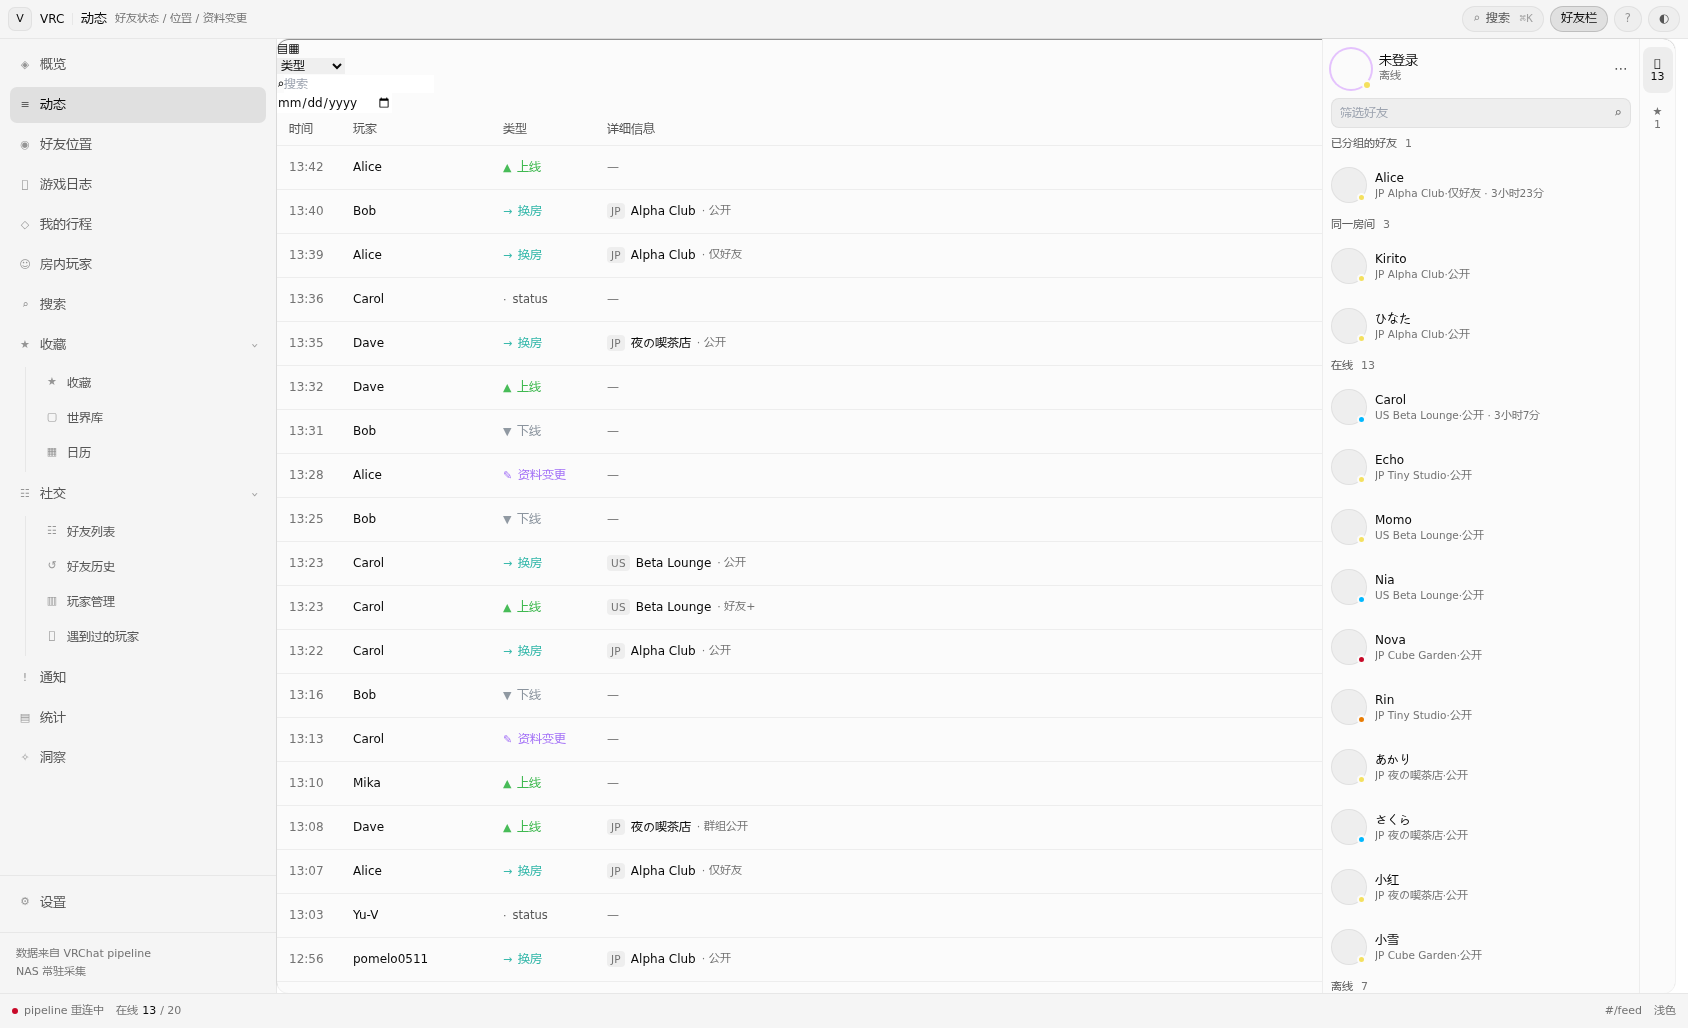 V VRC 动态 好友状态 / 位置 / 资料变更
搜索 ⌘K 好友栏 ?
概览
动态
好友位置
游戏日志
我的行程
房内玩家
搜索
收藏
收藏
世界库
日历
社交
好友列表
好友历史
玩家管理
遇到过的玩家
! 通知
统计
洞察
设置
数据来自 VRChat pipeline
NAS 常驻采集
类型
搜索
mm/dd/yyyy
时间 玩家 类型 详细信息
13:42 Alice ▲ 上线 —
13:40 Bob → 换房 JP Alpha Club · 公开
13:39 Alice → 换房 JP Alpha Club · 仅好友
13:36 Carol · status —
13:35 Dave → 换房 JP 夜の喫茶店 · 公开
13:32 Dave ▲ 上线 —
13:31 Bob ▼ 下线 —
13:28 Alice ✎ 资料变更 —
13:25 Bob ▼ 下线 —
13:23 Carol → 换房 US Beta Lounge · 公开
13:23 Carol ▲ 上线 US Beta Lounge · 好友+
13:22 Carol → 换房 JP Alpha Club · 公开
13:16 Bob ▼ 下线 —
13:13 Carol ✎ 资料变更 —
13:10 Mika ▲ 上线 —
13:08 Dave ▲ 上线 JP 夜の喫茶店 · 群组公开
13:07 Alice → 换房 JP Alpha Club · 仅好友
13:03 Yu-V · status —
12:56 pomelo0511 → 换房 JP Alpha Club · 公开
未登录
离线
...
筛选好友
已分组的好友 1
Alice
JP Alpha Club·仅好友 · 3小时23分
同一房间 3
Kirito
JP Alpha Club·公开
ひなた
JP Alpha Club·公开
在线 13
Carol
US Beta Lounge·公开 · 3小时7分
Echo
JP Tiny Studio·公开
Momo
US Beta Lounge·公开
Nia
US Beta Lounge·公开
Nova
JP Cube Garden·公开
Rin
JP Tiny Studio·公开
あかり
JP 夜の喫茶店·公开
さくら
JP 夜の喫茶店·公开
小红
JP 夜の喫茶店·公开
小雪
JP Cube Garden·公开
离线 7
13
★
1
pipeline 重连中 在线 13 / 20
#/feed 浅色